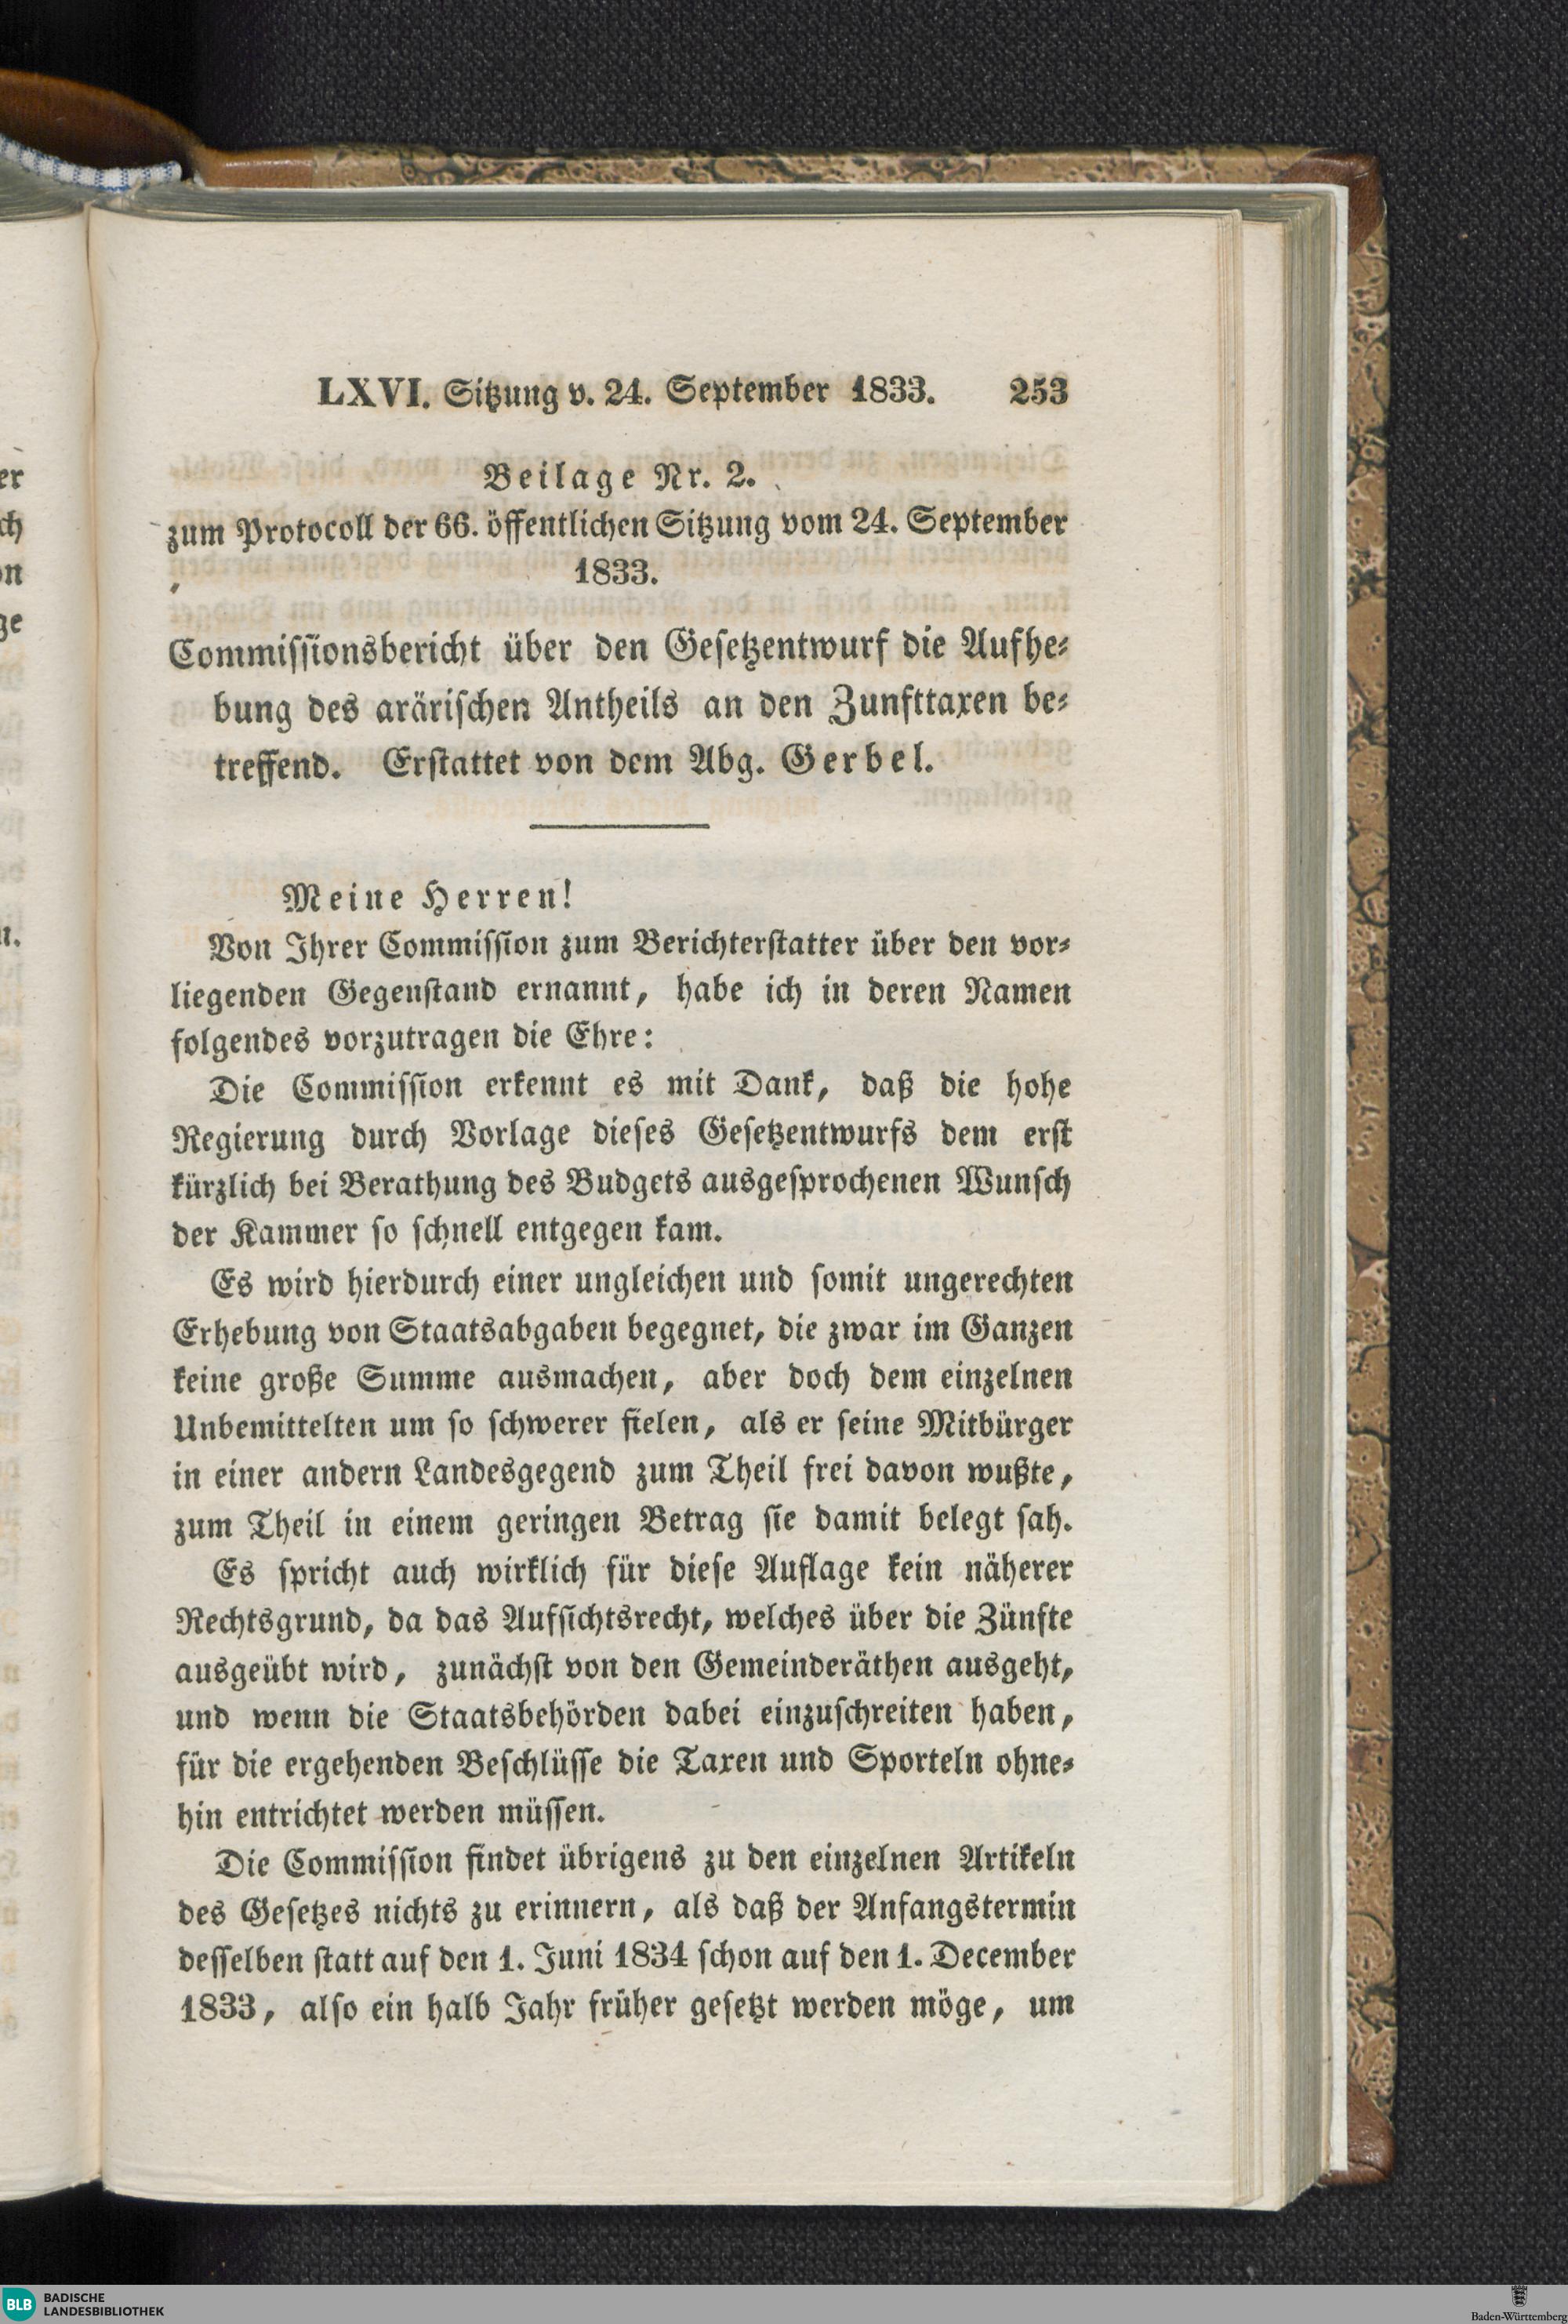 LXVI. Sitzung v. 24. September 1833. 253
Beilage Nr. 2.
zum Protocoll der 66. öffentlichen Sitzung vom 24. September
1833.
Commissionsbericht über den Gesetzentwurf die Aufhe-
bung des arärischen Antheils an den Zunfttaxen be-
treffend. Erstattet von dem Abg. Gerbel.
Meine Herren!
Von Ihrer Commission zum Berichterstatter über den vor-
liegenden Gegenstand ernannt, habe ich in deren Namen
folgendes vorzutragen die Ehre:
Die Commission erkennt es mit Dank, daß die hohe
Regierung durch Vorlage dieses Gesetzentwurfs dem erst
kürzlich bei Berathung des Budgets ausgesprochenen Wunsch
der Kammer so schnell entgegen kam.
Es wird hierdurch einer ungleichen und somit ungerechten
Erhebung von Staatsabgaben begegnet, die zwar im Ganzen
keine große Summe ausmachen, aber doch dem einzelnen
Unbemittelten um so schwerer fielen, als er seine Mitbürger
in einer andern Landesgegend zum Theil frei davon wußte,
zum Theil in einem geringen Betrag sie damit belegt sah.
Es spricht auch wirklich für diese Auflage kein näherer
Rechtsgrund, da das Aufsichtsrecht, welches über die Zünfte
ausgeübt wird, zunächst von den Gemeinderäthen ausgeht,
und wenn die Staatsbehörden dabei einzuschreiten haben,
für die ergehenden Beschlüsse die Taxen und Sporteln ohne-
hin entrichtet werden müssen.
Die Commission findet übrigens zu den einzelnen Artikeln
des Gesetzes nichts zu erinnern, als daß der Anfangstermin
desselben statt auf den 1. Juni 1834 schon auf den 1. December
1833, also ein halb Jahr früher gesetzt werden möge, um
BLB BADISCHE
LANDESBIBLIOTHEK
Baden-Württemberg